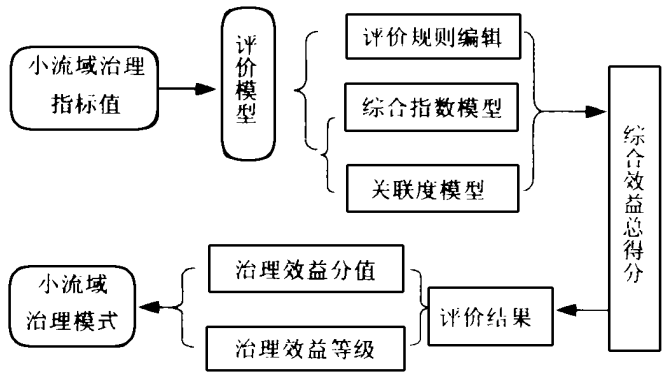 小流域治理
指标值
评价模型
评价规则编辑
综合指数模型
关联度模型
综合效益总得分
评价结果
治理效益分值
治理效益等级
小流域
治理模式